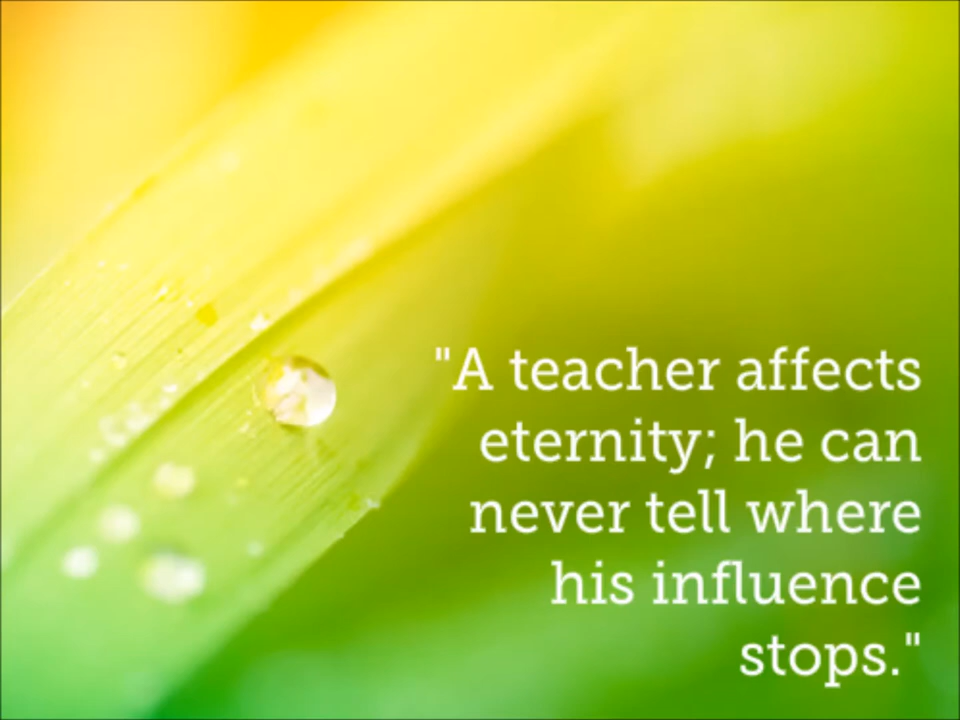 "A teacher affects
eternity; he can
never tell where
his influence
stops."